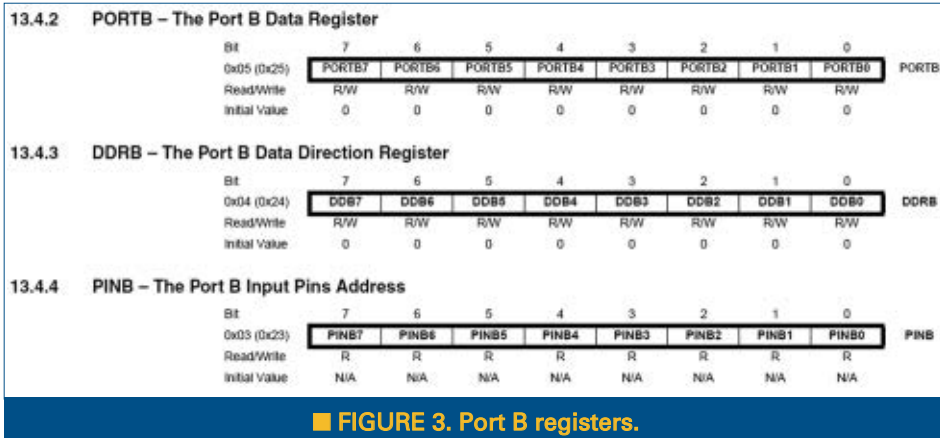 13.4.2 PORTB – The Port B Data Register
Bit 7 6 5 4 3 2 1 0
0x05 (0x25) PORTB7 PORTB6 PORTB5 PORTB4 PORTB3 PORTB2 PORTB1 PORTB0 PORTB
Read/Write R/W R/W R/W R/W R/W R/W R/W R/W
Initial Value 0 0 0 0 0 0 0 0
13.4.3 DDRB – The Port B Data Direction Register
Bit 7 6 5 4 3 2 1 0
0x04 (0x24) DDB7 DDB6 DDB5 DDB4 DDB3 DDB2 DDB1 DDB0 DDRB
Read/Write R/W R/W R/W R/W R/W R/W R/W R/W
Initial Value 0 0 0 0 0 0 0 0
13.4.4 PINB – The Port B Input Pins Address
Bit 7 6 5 4 3 2 1 0
0x03 (0x23) PINB7 PINB6 PINB5 PINB4 PINB3 PINB2 PINB1 PINB0 PINB
Read/Write R R R R R R R R
Initial Value N/A N/A N/A N/A N/A N/A N/A N/A
■ FIGURE 3. Port B registers.